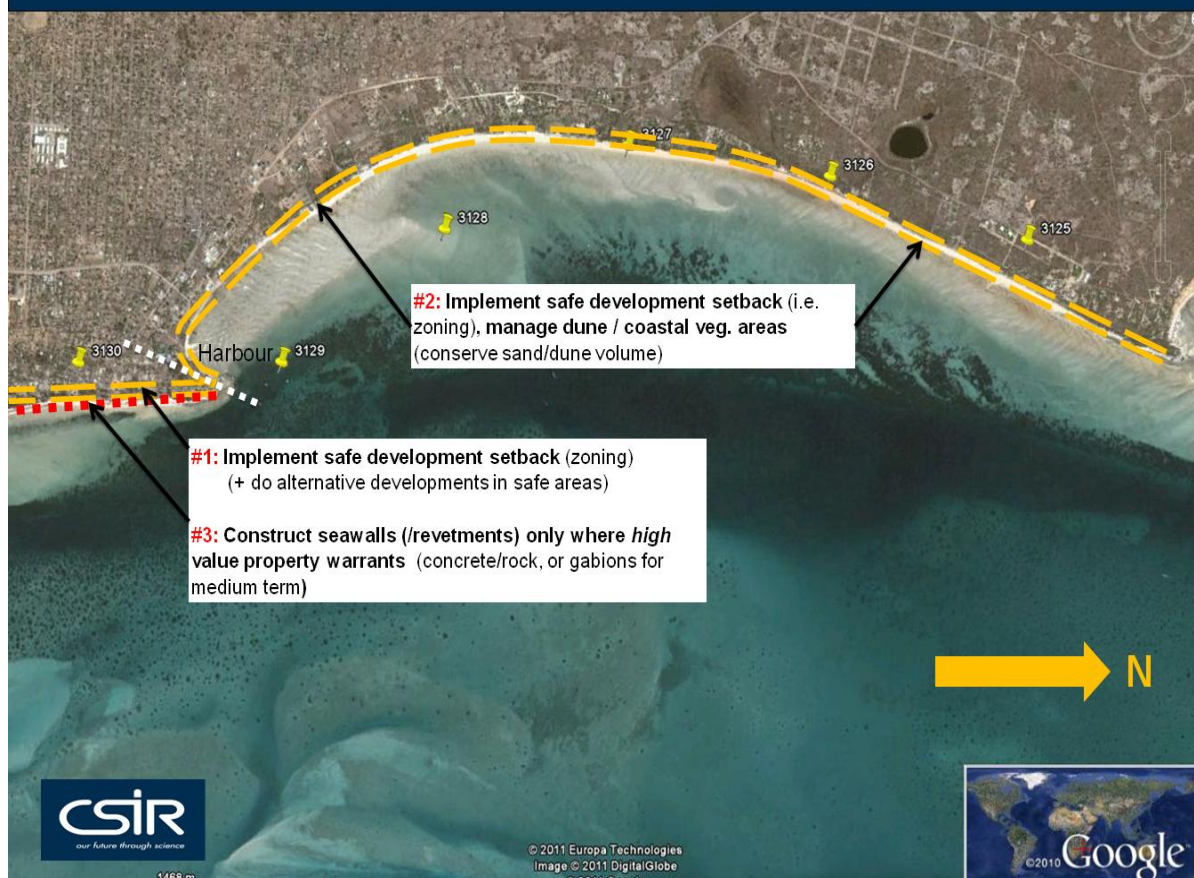 3127
3126
3128
3125
#2: Implement safe development setback (i.e.
zoning), manage dune / coastal veg. areas
(conserve sand/dune volume)
3130
Harbour
3129
#1: Implement safe development setback (zoning)
(+ do alternative developments in safe areas)
#3: Construct seawalls (/revetments) only where high
value property warrants (concrete/rock, or gabions for
medium term)
N
CSIR
our future through science
© 2011 Europa Technologies
Image © 2011 DigitalGlobe
©2010 Google
1468 m